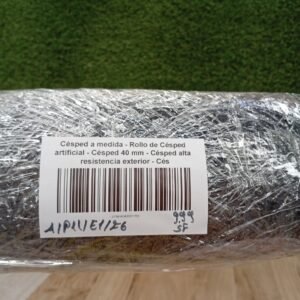 Césped a medida - Rollo de Césped
artificial - Césped 40 mm - Césped alta
resistencia exterior - Cés
999
SF